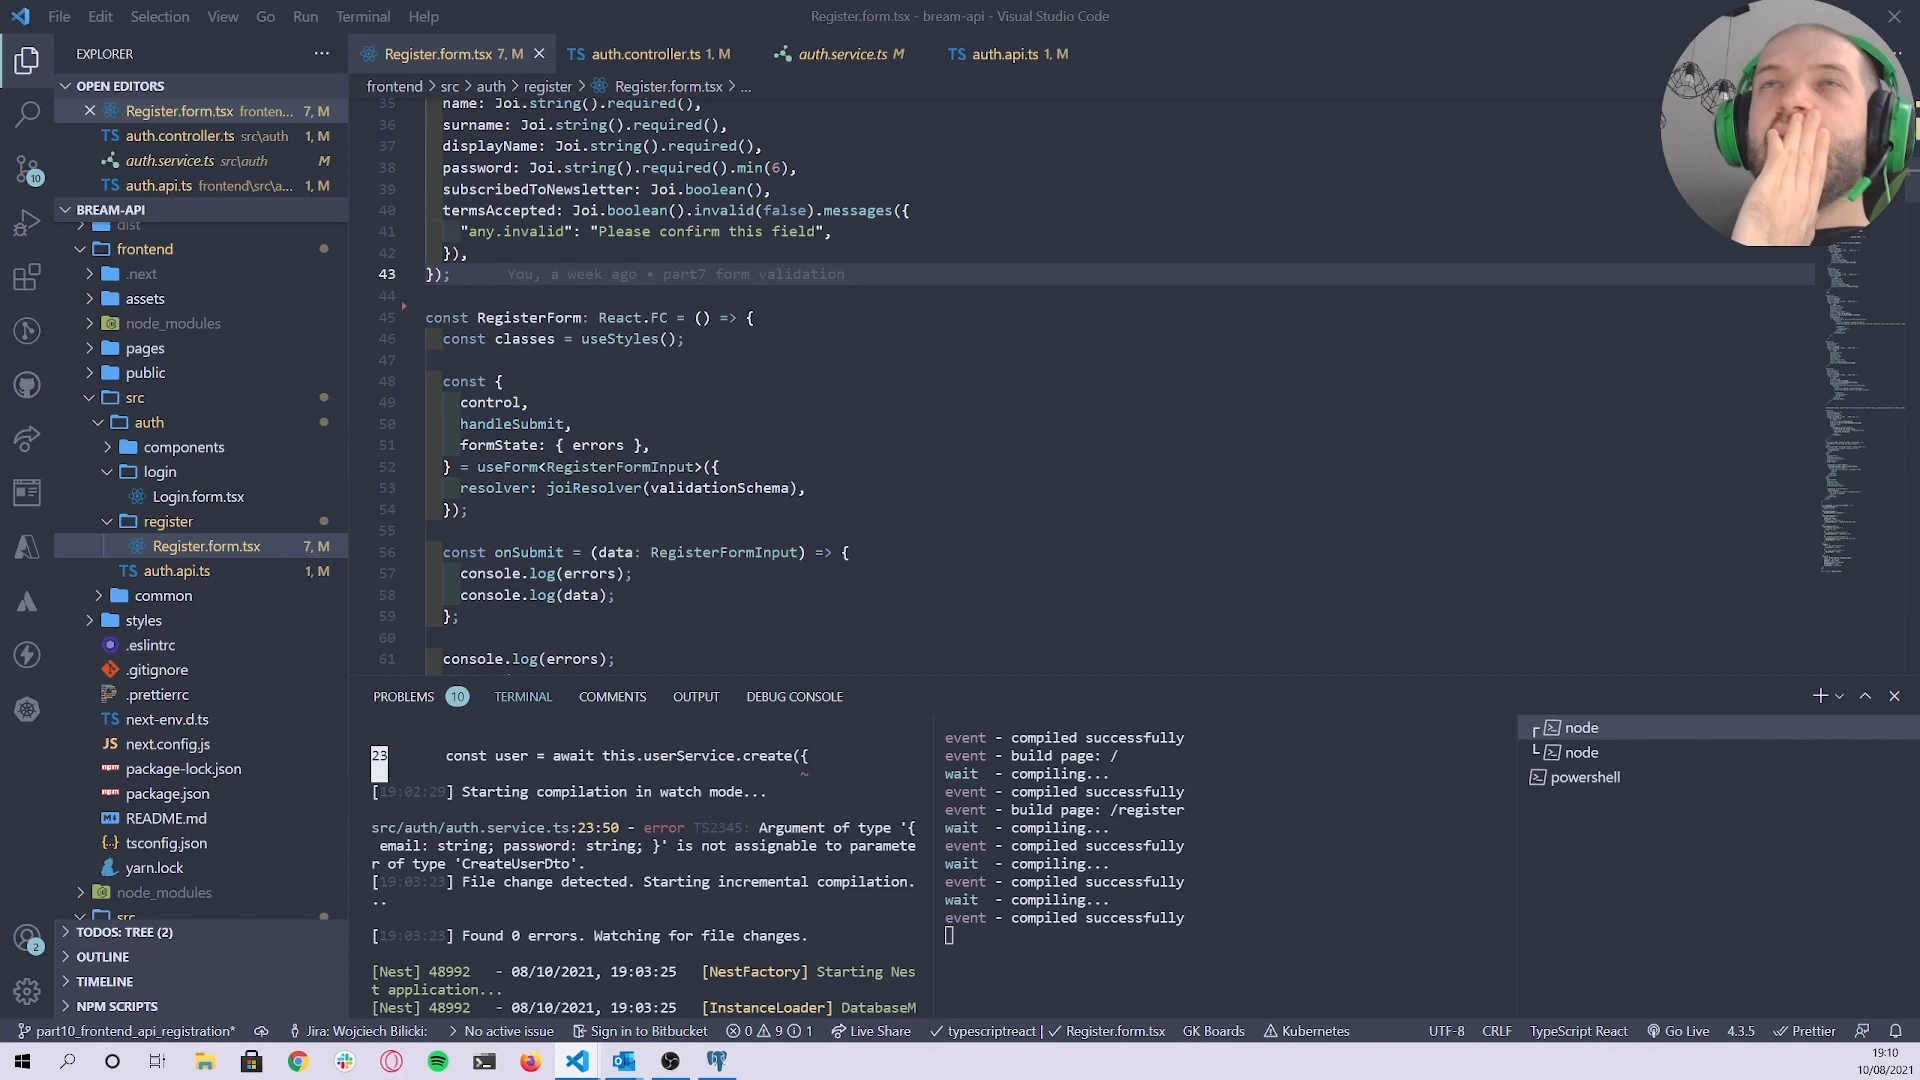 File Edit Selection View Go Run Terminal Help
Register.form.tsx - bream-api - Visual Studio Code
EXPLORER
OPEN EDITORS
Register.form.tsx fronten... 7, M
auth.controller.ts src\auth 1, M
auth.service.ts src\auth M
auth.api.ts frontend\src\a... 1, M
BREAM-API
dist
frontend
.next
assets
node_modules
pages
public
src
auth
components
login
Login.form.tsx
register
Register.form.tsx 7, M
auth.api.ts 1, M
common
styles
.eslintrc
.gitignore
.prettierrc
next-env.d.ts
next.config.js
package-lock.json
package.json
README.md
tsconfig.json
yarn.lock
node_modules
src
TODOS: TREE (2)
OUTLINE
TIMELINE
NPM SCRIPTS
10
2
Register.form.tsx 7, M
TS auth.controller.ts 1, M
auth.service.ts M
TS auth.api.ts 1, M
frontend > src > auth > register > Register.form.tsx > ...
35 name: Joi.string().required(),
36 surname: Joi.string().required(),
37 displayName: Joi.string().required(),
38 password: Joi.string().required().min(6),
39 subscribedToNewsletter: Joi.boolean(),
40 termsAccepted: Joi.boolean().invalid(false).messages({
41 "any.invalid": "Please confirm this field",
42 }),
43 }); You, a week ago • part7 form validation
44
45 const RegisterForm: React.FC = () => {
46 const classes = useStyles();
47
48 const {
49 control,
50 handleSubmit,
51 formState: { errors },
52 } = useForm<RegisterFormInput>({
53 resolver: joiResolver(validationSchema),
54 });
55
56 const onSubmit = (data: RegisterFormInput) => {
57 console.log(errors);
58 console.log(data);
59 };
60
61 console.log(errors);
PROBLEMS 10 TERMINAL COMMENTS OUTPUT DEBUG CONSOLE
23 const user = await this.userService.create({
~
[19:02:29] Starting compilation in watch mode...
src/auth/auth.service.ts:23:50 - error TS2345: Argument of type '{
email: string; password: string; }' is not assignable to paramete
r of type 'CreateUserDto'.
[19:03:23] File change detected. Starting incremental compilation.
..
[19:03:23] Found 0 errors. Watching for file changes.
[Nest] 48992 - 08/10/2021, 19:03:25 [NestFactory] Starting Nes
t application...
[Nest] 48992 - 08/10/2021, 19:03:25 [InstanceLoader] DatabaseM
event - compiled successfully
event - build page: /
wait - compiling...
event - compiled successfully
event - build page: /register
wait - compiling...
event - compiled successfully
wait - compiling...
event - compiled successfully
wait - compiling...
event - compiled successfully
node
node
powershell
part10_frontend_api_registration* Jira: Wojciech Bilicki: No active issue Sign in to Bitbucket 0 9 1 Live Share typescriptreact | Register.form.tsx GK Boards Kubernetes UTF-8 CRLF TypeScript React Go Live 4.3.5 Prettier
19:10
10/08/2021